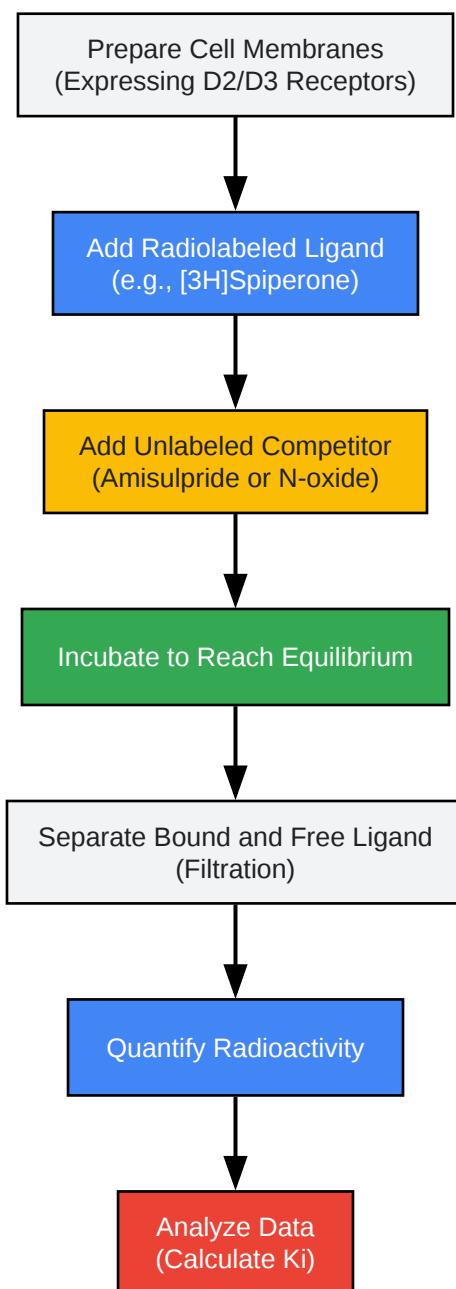 Prepare Cell Membranes
(Expressing D2/D3 Receptors)
Add Radiolabeled Ligand
(e.g., [3H]Spiperone)
Add Unlabeled Competitor
(Amisulpride or N-oxide)
Incubate to Reach Equilibrium
Separate Bound and Free Ligand
(Filtration)
Quantify Radioactivity
Analyze Data
(Calculate Ki)